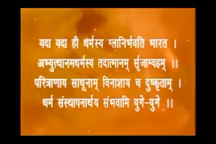 यदा यदा ही धर्मस्य ग्लानिर्भवति भारत ।
अभ्युत्थानमधर्मस्य तदात्मानम् सृजाम्यहम् ।।
परित्राणाय साधूनाम् विनाशाय च दुष्कृताम् ।
धर्म संस्थापनार्थाय संभवामि युगे-युगे ।।